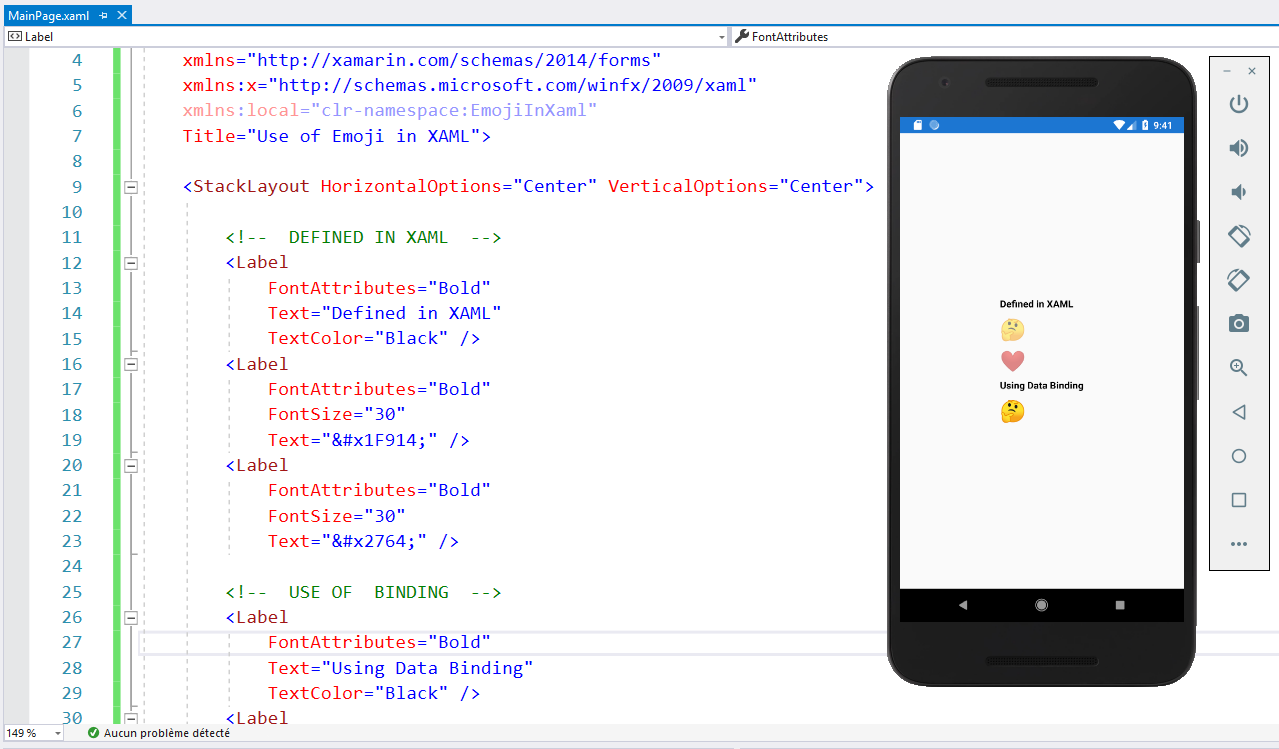 MainPage.xaml
Label
FontAttributes
4 xmlns="http://xamarin.com/schemas/2014/forms"
5 xmlns:x="http://schemas.microsoft.com/winfx/2009/xaml"
6 xmlns:local="clr-namespace:EmojiInXaml"
7 Title="Use of Emoji in XAML">
8
9 <StackLayout HorizontalOptions="Center" VerticalOptions="Center">
10
11 <!--  DEFINED IN XAML  -->
12 <Label
13 FontAttributes="Bold"
14 Text="Defined in XAML"
15 TextColor="Black" />
16 <Label
17 FontAttributes="Bold"
18 FontSize="30"
19 Text="&#x1F914;" />
20 <Label
21 FontAttributes="Bold"
22 FontSize="30"
23 Text="&#x2764;" />
24
25 <!--  USE OF  BINDING  -->
26 <Label
27 FontAttributes="Bold"
28 Text="Using Data Binding"
29 TextColor="Black" />
30 <Label
149 %
Aucun problème détecté
9:41
Defined in XAML
🤔
❤
Using Data Binding
🤔